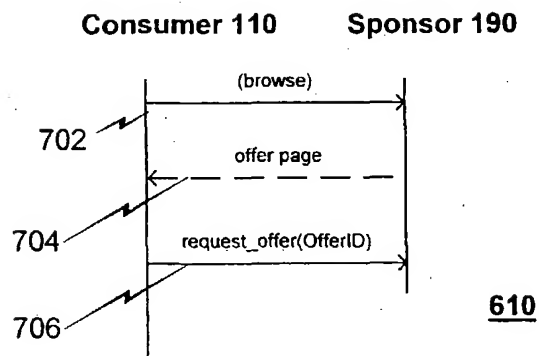 Consumer 110 Sponsor 190
(browse)
702
offer page
704
request_offer(OfferID)
706
610